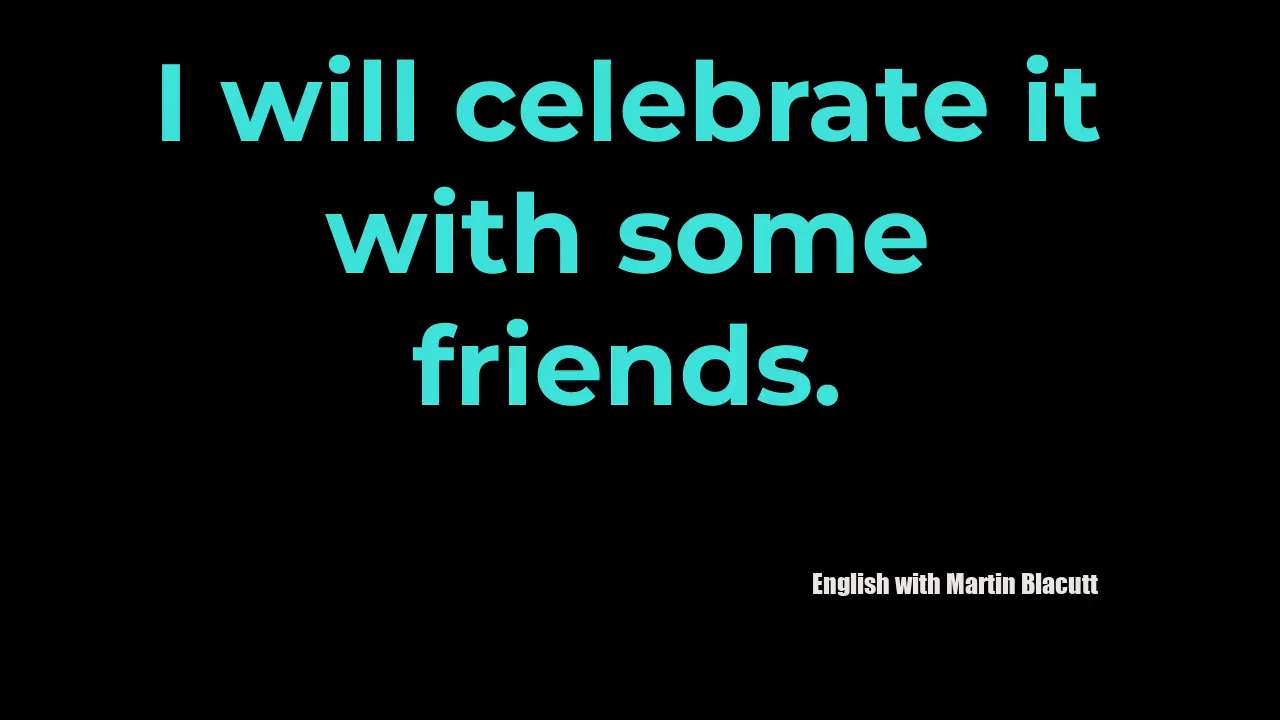 I will celebrate it
with some
friends.
English with Martin Blacutt